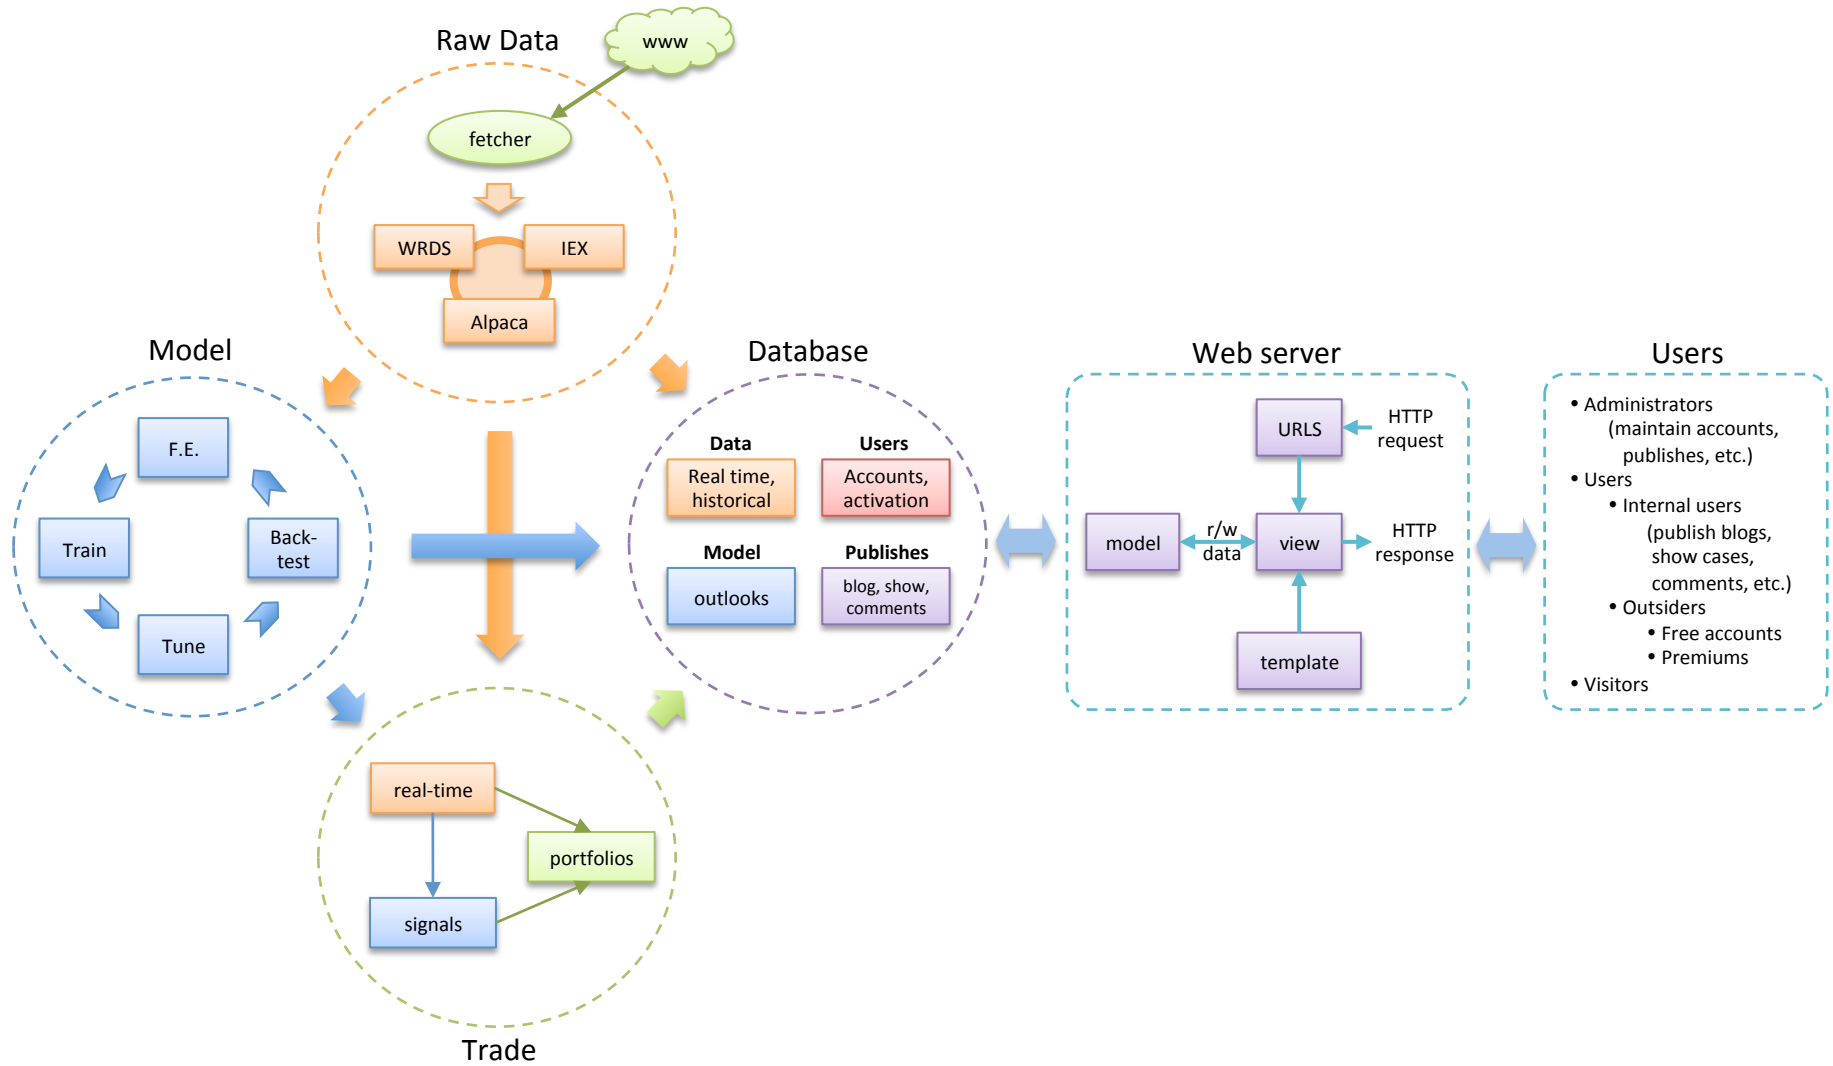 Raw Data
www
fetcher
WRDS
IEX
Alpaca
Model
F.E.
Train
Back-
test
Tune
Database
Data
Real time,
historical
Users
Accounts,
activation
Model
outlooks
Publishes
blog, show,
comments
Trade
real-time
portfolios
signals
Web server
URLS
HTTP
request
model
r/w
data
view
HTTP
response
template
Users
• Administrators
(maintain accounts,
publishes, etc.)
• Users
• Internal users
(publish blogs,
show cases,
comments, etc.)
• Outsiders
• Free accounts
• Premiums
• Visitors